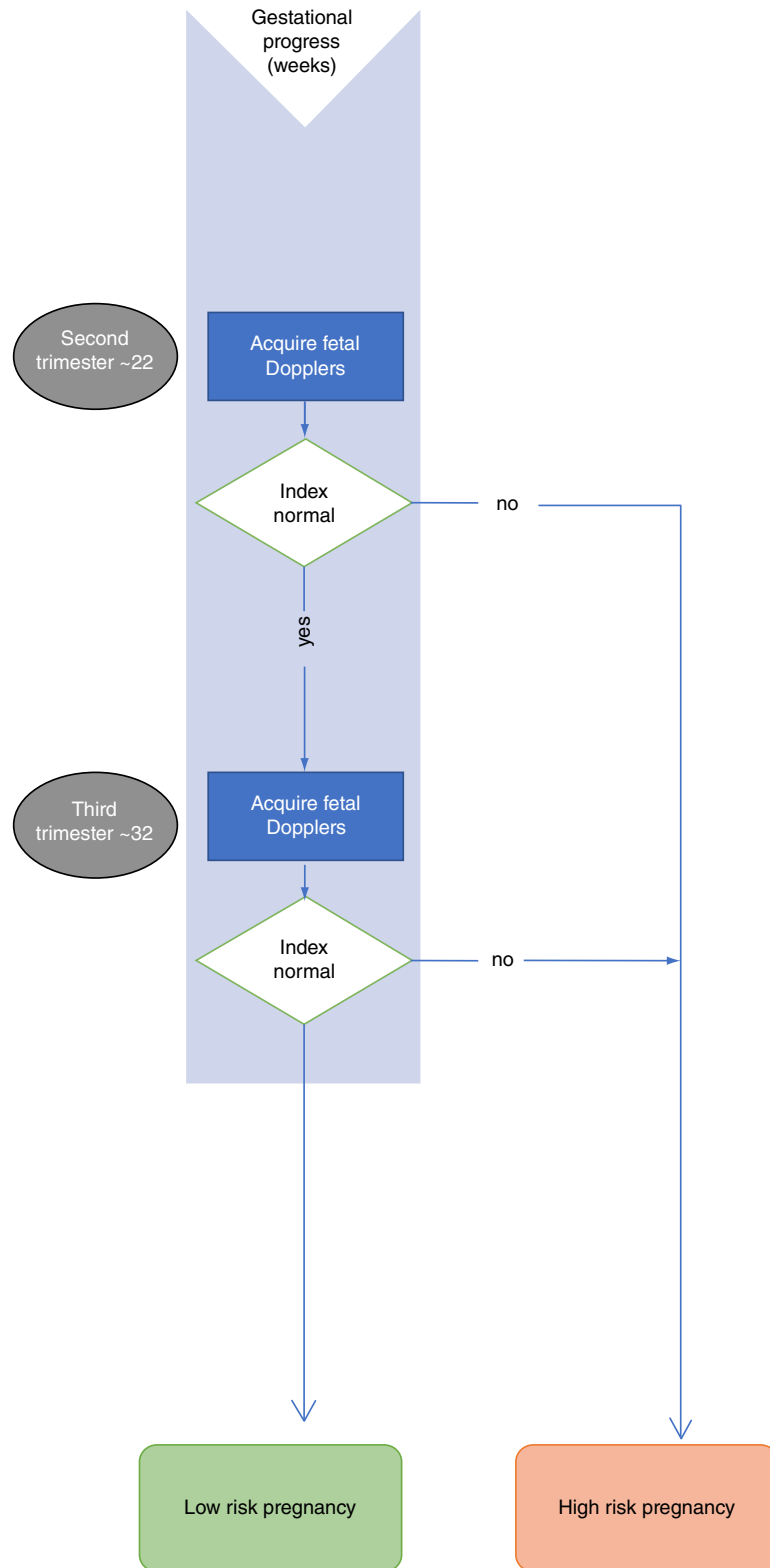 Gestational
progress
(weeks)
Second
trimester ~22
Acquire fetal
Dopplers
Index
normal
no
yes
Third
trimester ~32
Acquire fetal
Dopplers
Index
normal
no
Low risk pregnancy
High risk pregnancy